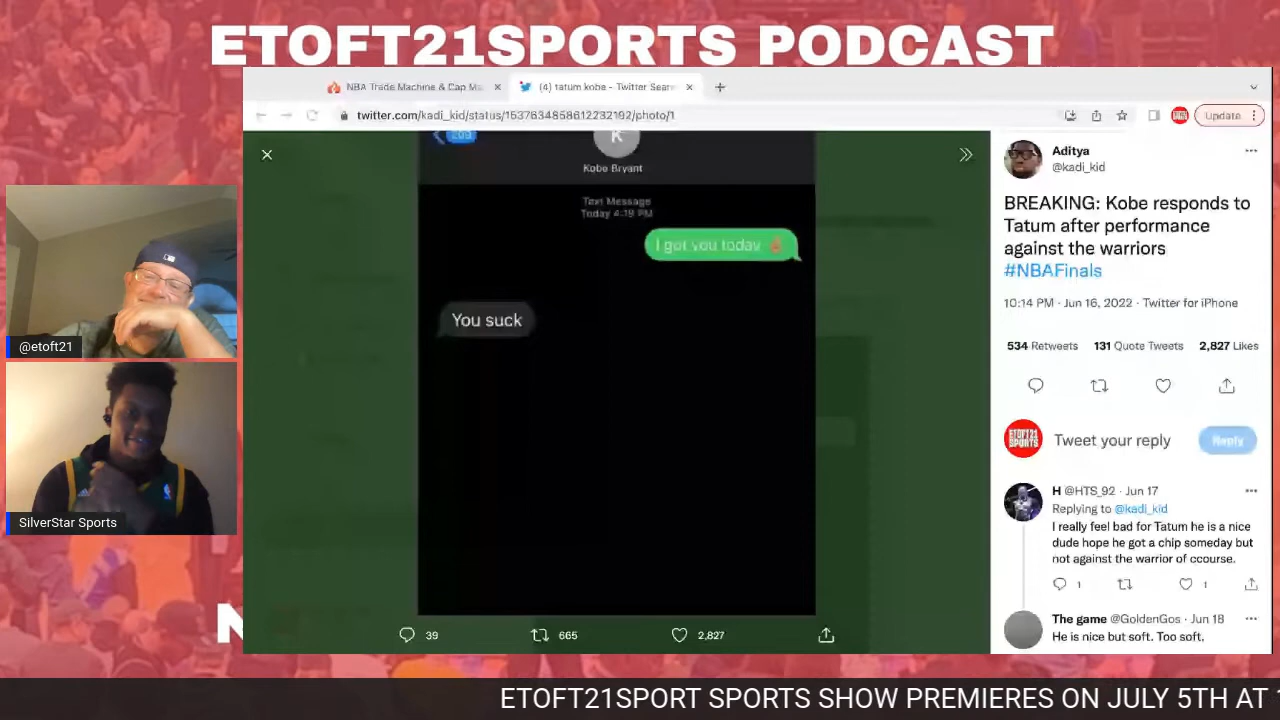 ETOFT21SPORTS PODCAST
NBA Trade Machine & Cap Ma
(4) tatum kobe - Twitter Sear
twitter.com/kadi_kid/status/1537634858612232192/photo/1
Update
209
K
Kobe Bryant
Text Message
Today 4:19 PM
I got you today
You suck
39
665
2,827
Aditya
@kadi_kid
BREAKING: Kobe responds to
Tatum after performance
against the warriors
#NBAFinals
10:14 PM · Jun 16, 2022 · Twitter for iPhone
534 Retweets 131 Quote Tweets 2,827 Likes
ETOFT21
SPORTS
Tweet your reply
Reply
H @HTS_92 · Jun 17
Replying to @kadi_kid
I really feel bad for Tatum he is a nice
dude hope he got a chip someday but
not against the warrior of ccourse.
1
1
The game @GoldenGos · Jun 18
He is nice but soft. Too soft.
@etoft21
SilverStar Sports
N
ETOFT21SPORT SPORTS SHOW PREMIERES ON JULY 5TH AT